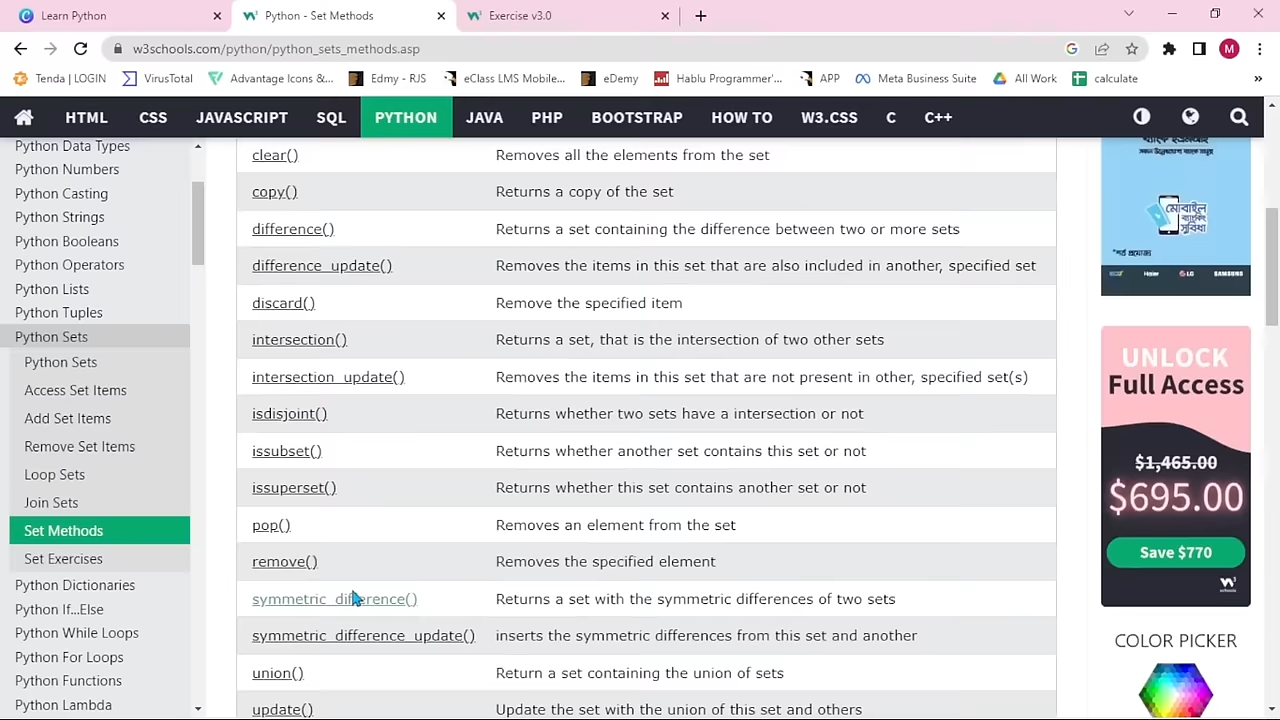 Learn Python
Python - Set Methods
Exercise v3.0
w3schools.com/python/python_sets_methods.asp
M
Tenda | LOGIN
VirusTotal
Advantage Icons &...
Edmy - RJS
eClass LMS Mobile...
eDemy
Hablu Programmer'...
APP
Meta Business Suite
All Work
calculate
»
HTML CSS JAVASCRIPT SQL PYTHON JAVA PHP BOOTSTRAP HOW TO W3.CSS C C++
Python Data Types
Python Numbers
Python Casting
Python Strings
Python Booleans
Python Operators
Python Lists
Python Tuples
Python Sets
Python Sets
Access Set Items
Add Set Items
Remove Set Items
Loop Sets
Join Sets
Set Methods
Set Exercises
Python Dictionaries
Python If...Else
Python While Loops
Python For Loops
Python Functions
Python Lambda
clear() Removes all the elements from the set
copy() Returns a copy of the set
difference() Returns a set containing the difference between two or more sets
difference_update() Removes the items in this set that are also included in another, specified set
discard() Remove the specified item
intersection() Returns a set, that is the intersection of two other sets
intersection_update() Removes the items in this set that are not present in other, specified set(s)
isdisjoint() Returns whether two sets have a intersection or not
issubset() Returns whether another set contains this set or not
issuperset() Returns whether this set contains another set or not
pop() Removes an element from the set
remove() Removes the specified element
symmetric_difference() Returns a set with the symmetric differences of two sets
symmetric_difference_update() inserts the symmetric differences from this set and another
union() Return a set containing the union of sets
update() Update the set with the union of this set and others
মোবাইল
ব্যাংকিং
সুবিধা
*শর্ত প্রযোজ্য
Haier
LG
SAMSUNG
UNLOCK
Full Access
$1,465.00
$695.00
Save $770
W3
schools
COLOR PICKER